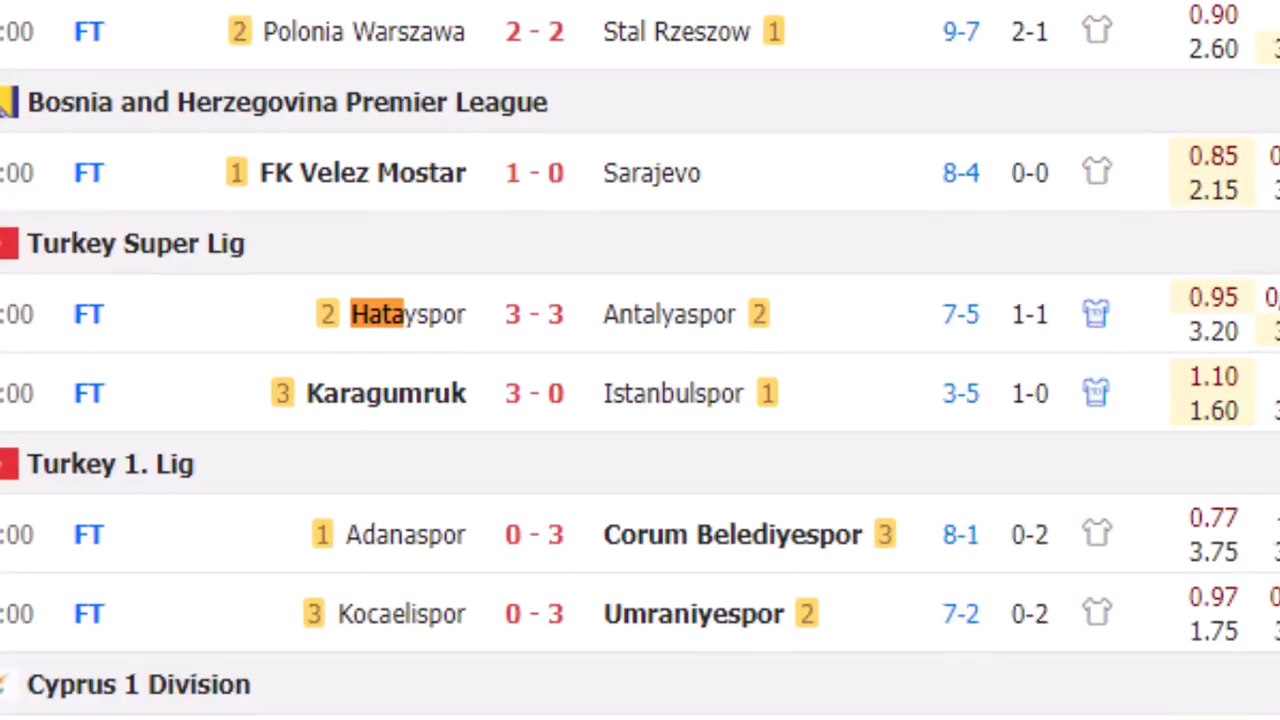 :00 FT 2 Polonia Warszawa 2 - 2 Stal Rzeszow 1 9-7 2-1 0.90
2.60
Bosnia and Herzegovina Premier League
:00 FT 1 FK Velez Mostar 1 - 0 Sarajevo 8-4 0-0 0.85
2.15
Turkey Super Lig
:00 FT 2 Hatayspor 3 - 3 Antalyaspor 2 7-5 1-1 0.95
3.20
:00 FT 3 Karagumruk 3 - 0 Istanbulspor 1 3-5 1-0 1.10
1.60
Turkey 1. Lig
:00 FT 1 Adanaspor 0 - 3 Corum Belediyespor 3 8-1 0-2 0.77
3.75
:00 FT 3 Kocaelispor 0 - 3 Umraniyespor 2 7-2 0-2 0.97
1.75
Cyprus 1 Division